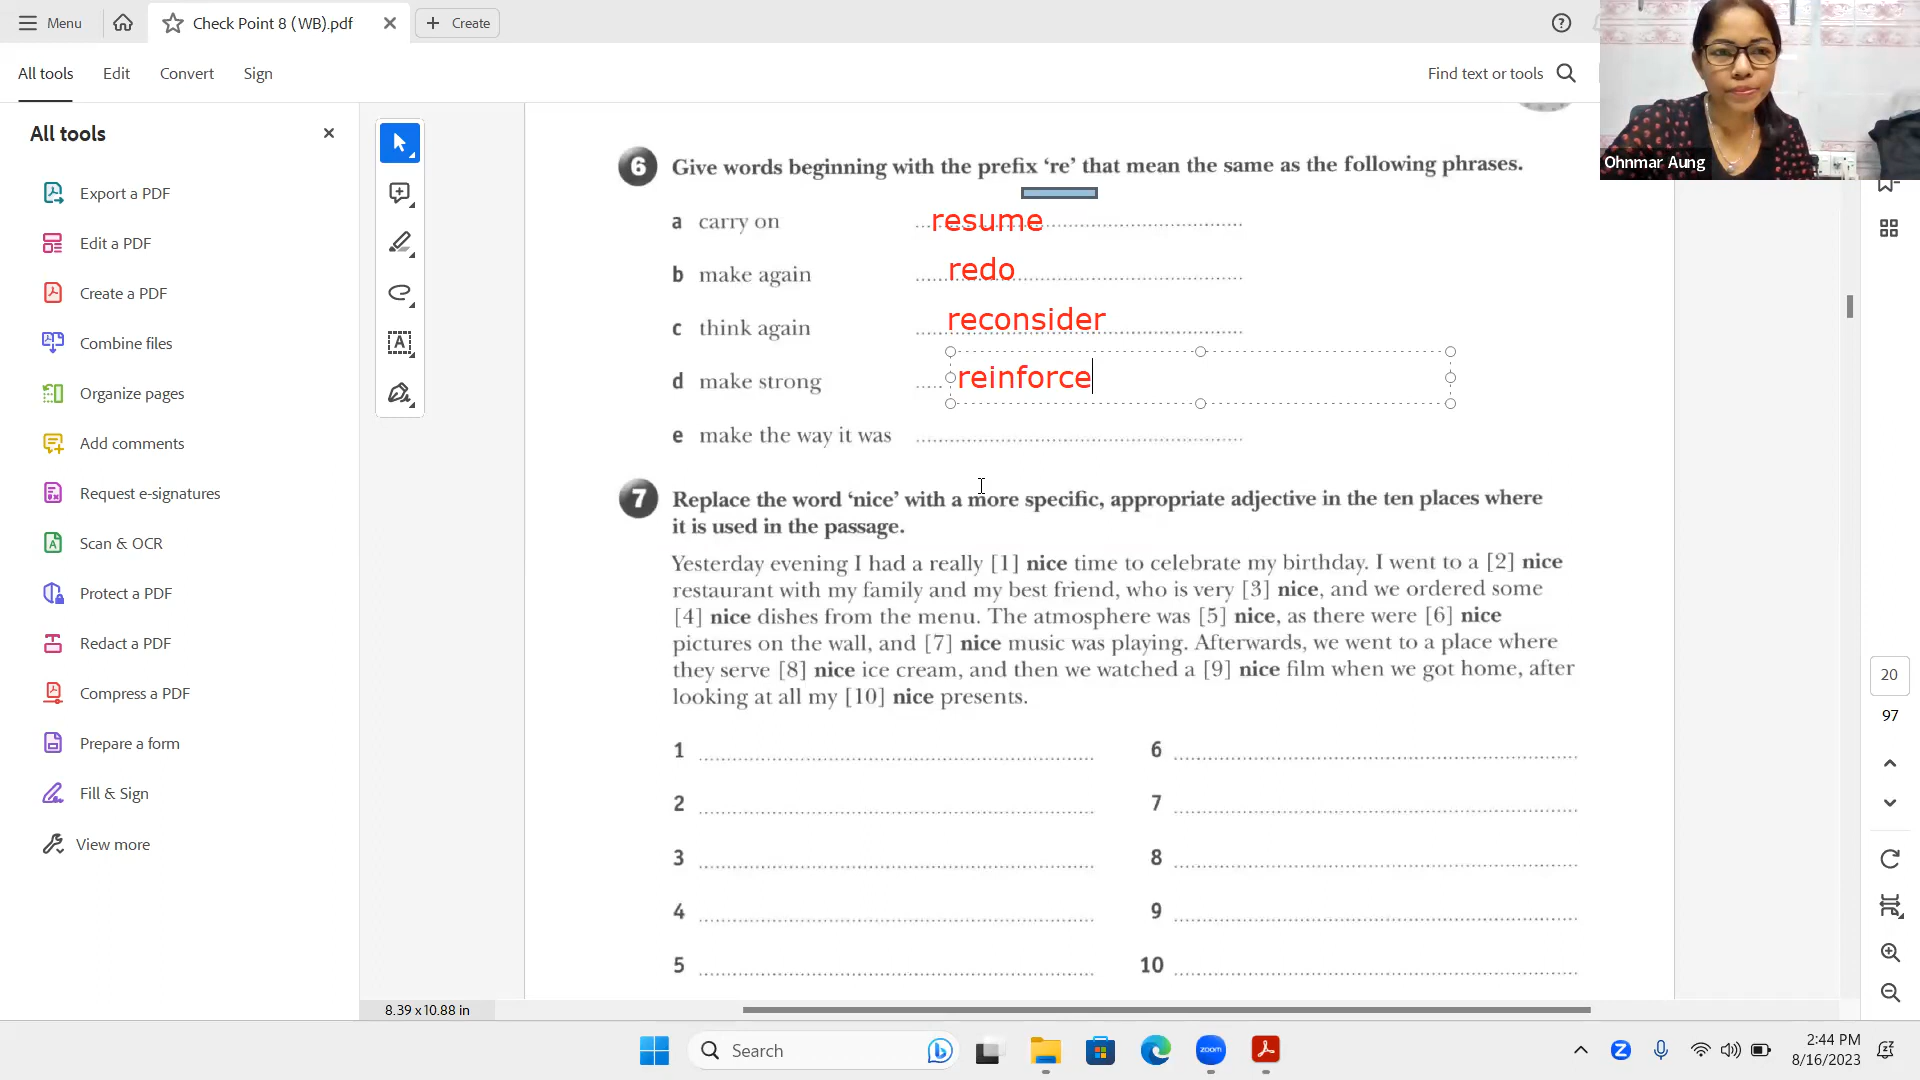 Menu
Check Point 8 (WB).pdf
Create
All tools
Edit
Convert
Sign
Find text or tools
Ohnmar Aung
All tools
Export a PDF
Edit a PDF
Create a PDF
Combine files
Organize pages
Add comments
Request e-signatures
Scan & OCR
Protect a PDF
Redact a PDF
Compress a PDF
Prepare a form
Fill & Sign
View more
6 Give words beginning with the prefix ‘re’ that mean the same as the following phrases.
a carry on resume
b make again redo
c think again reconsider
d make strong reinforce
e make the way it was
7 Replace the word ‘nice’ with a more specific, appropriate adjective in the ten places where
it is used in the passage.
Yesterday evening I had a really [1] nice time to celebrate my birthday. I went to a [2] nice
restaurant with my family and my best friend, who is very [3] nice, and we ordered some
[4] nice dishes from the menu. The atmosphere was [5] nice, as there were [6] nice
pictures on the wall, and [7] nice music was playing. Afterwards, we went to a place where
they serve [8] nice ice cream, and then we watched a [9] nice film when we got home, after
looking at all my [10] nice presents.
1 6
2 7
3 8
4 9
5 10
20
97
8.39 x 10.88 in
Search
zoom
2:44 PM
8/16/2023